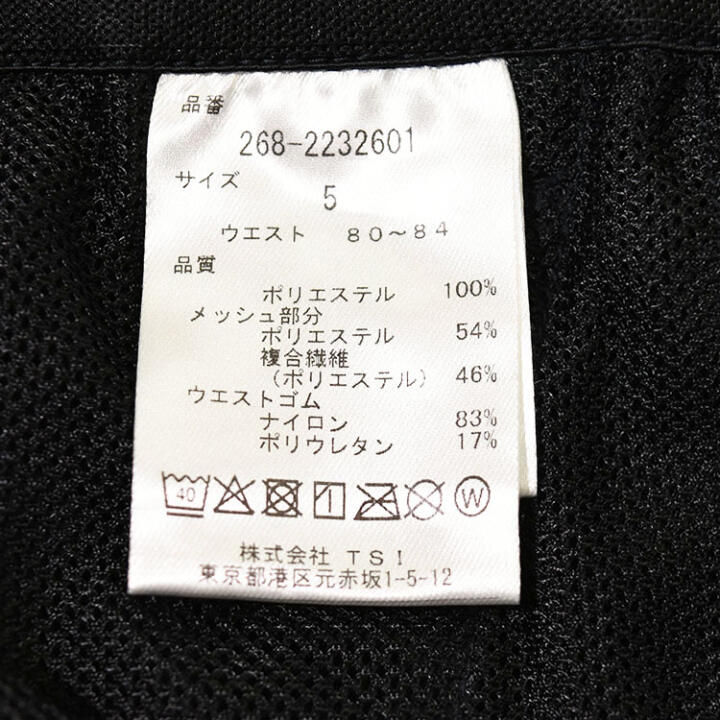 品番
268-2232601
サイズ
5
ウエスト 80~84
品質
ポリエステル 100%
メッシュ部分
ポリエステル 54%
複合繊維
(ポリエステル) 46%
ウエストゴム
ナイロン 83%
ポリウレタン 17%
40 W
株式会社 TSI
東京都港区元赤坂1-5-12